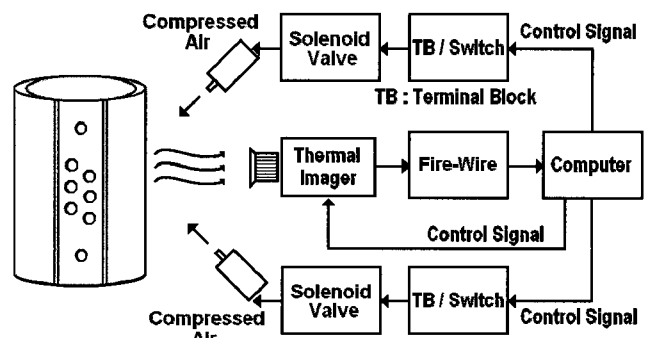 Compressed
Air
Solenoid
Valve
TB / Switch
Control Signal
TB : Terminal Block
Thermal
Imager
Fire-Wire
Computer
Control Signal
Solenoid
Valve
TB / Switch
Control Signal
Compressed
Air